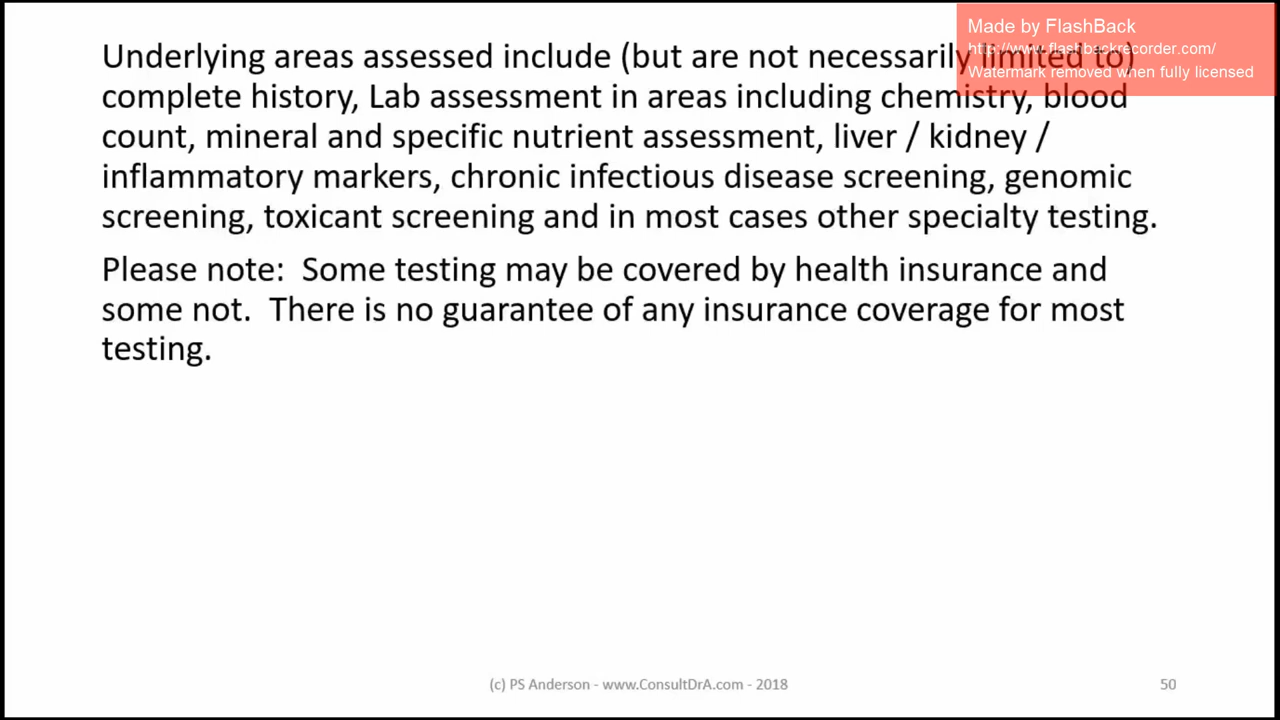 Made by FlashBack
http://www.flashbackrecorder.com/
Watermark removed when fully licensed
Underlying areas assessed include (but are not necessarily limited to)
complete history, Lab assessment in areas including chemistry, blood
count, mineral and specific nutrient assessment, liver / kidney /
inflammatory markers, chronic infectious disease screening, genomic
screening, toxicant screening and in most cases other specialty testing.
Please note:  Some testing may be covered by health insurance and
some not.  There is no guarantee of any insurance coverage for most
testing.
(c) PS Anderson - www.ConsultDrA.com - 2018
50